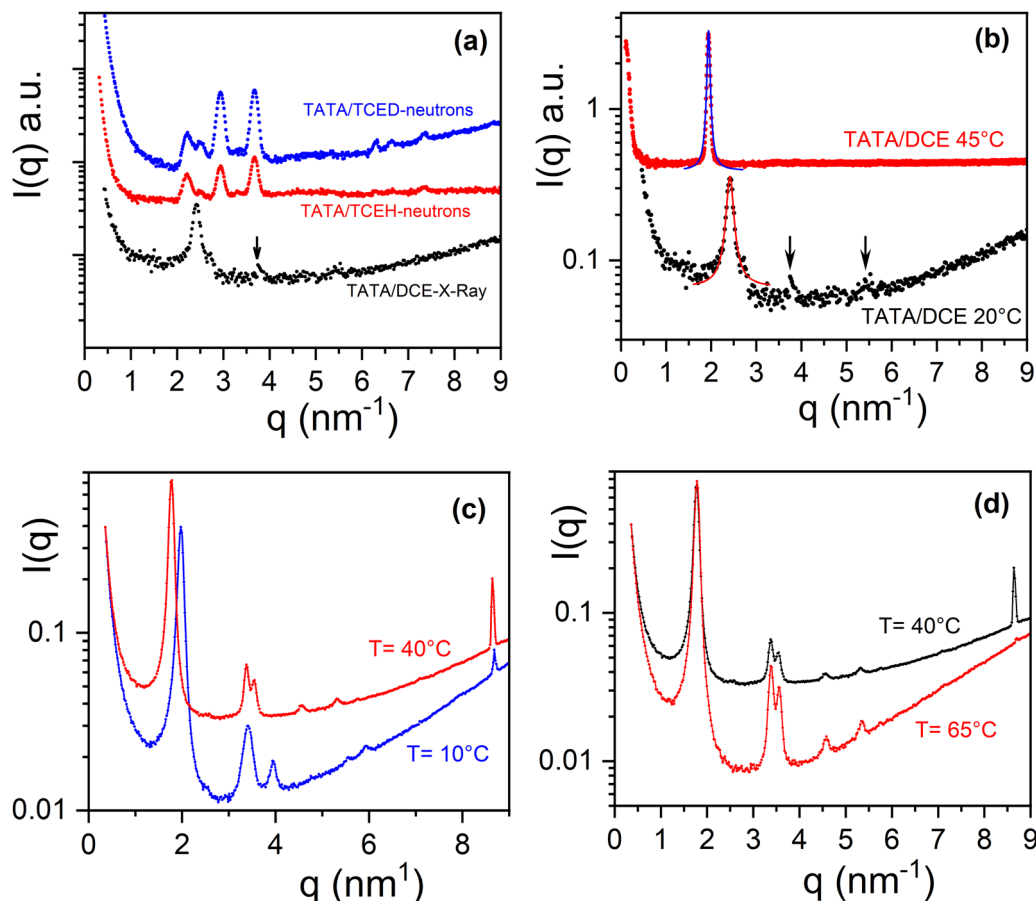 (a)
I(q) a.u.
TATA/TCED-neutrons
TATA/TCEH-neutrons
TATA/DCE-X-Ray
0 1 2 3 4 5 6 7 8 9
q (nm-1)
(b)
I(q) a.u.
1
0.1
TATA/DCE 45°C
TATA/DCE 20°C
0 1 2 3 4 5 6 7 8 9
q (nm-1)
(c)
I(q)
0.1
0.01
T= 40°C
T= 10°C
0 2 4 6 8
q (nm1)
(d)
I(q)
0.1
0.01
T= 40°C
T= 65°C
0 1 2 3 4 5 6 7 8 9
q (nm-1)